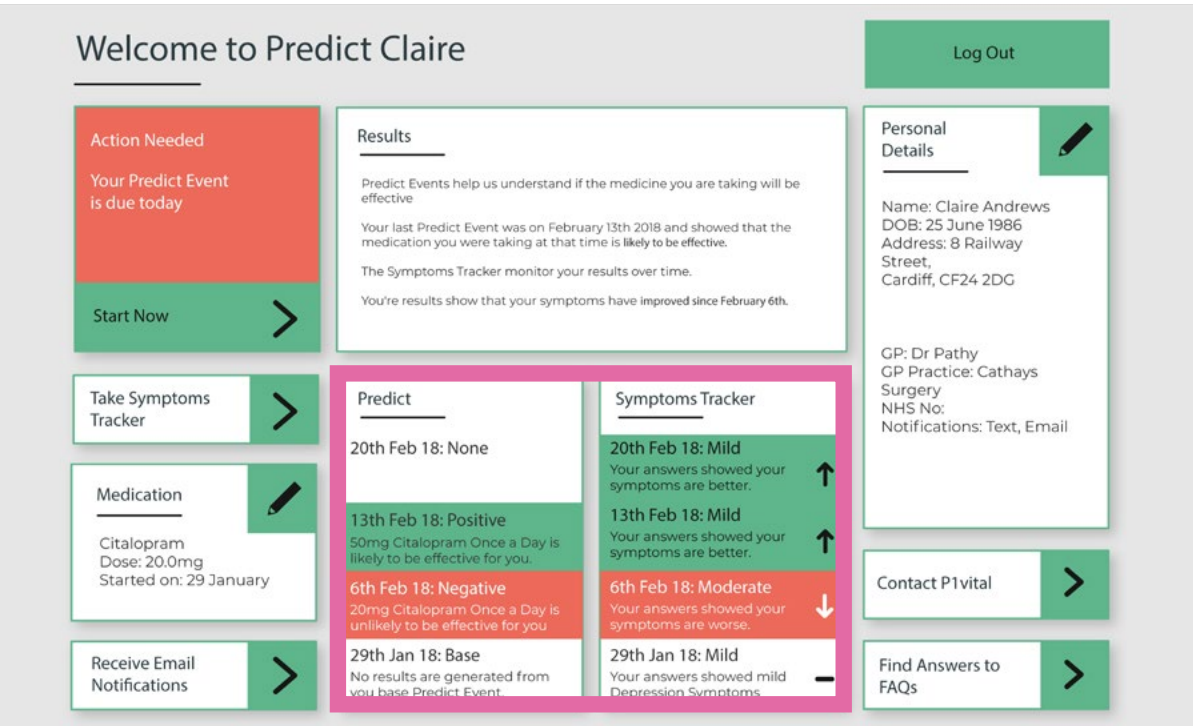 Welcome to Predict Claire
Log Out
Action Needed
Your Predict Event
is due today
Start Now
Results
Predict Events help us understand if the medicine you are taking will be
effective
Your last Predict Event was on February 13th 2018 and showed that the
medication you were taking at that time is likely to be effective.
The Symptoms Tracker monitor your results over time.
You're results show that your symptoms have improved since February 6th.
Personal
Details
Name: Claire Andrews
DOB: 25 June 1986
Address: 8 Railway
Street,
Cardiff, CF24 2DG
GP: Dr Pathy
GP Practice: Cathays
Surgery
NHS No:
Notifications: Text, Email
Take Symptoms
Tracker
Medication
Citalopram
Dose: 20.0mg
Started on: 29 January
Receive Email
Notifications
Predict
20th Feb 18: None
13th Feb 18: Positive
50mg Citalopram Once a Day is
likely to be effective for you.
6th Feb 18: Negative
20mg Citalopram Once a Day is
unlikely to be effective for you
29th Jan 18: Base
No results are generated from
you base Predict Event.
Symptoms Tracker
20th Feb 18: Mild
Your answers showed your
symptoms are better.
13th Feb 18: Mild
Your answers showed your
symptoms are better.
6th Feb 18: Moderate
Your answers showed your
symptoms are worse.
29th Jan 18: Mild
Your answers showed mild
Depression Symptoms
Contact P1vital
Find Answers to
FAQs